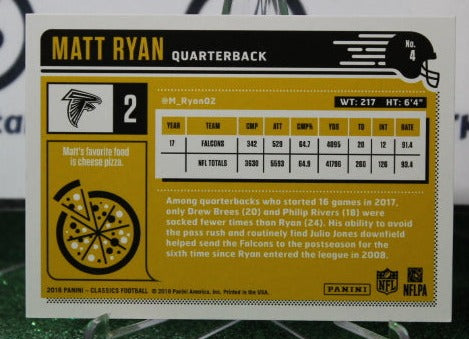 MATT RYAN QUARTERBACK
No. 4
2
@M_Ryan02
WT: 217 HT: 6'4"
YEAR TEAM CMP ATT CMP% YDS TD INT RATE
17 FALCONS 342 529 64.7 4095 20 12 91.4
NFL TOTALS 3630 5593 64.9 41796 260 126 93.4
Matt's favorite food
is cheese pizza.
Among quarterbacks who started 16 games in 2017,
only Drew Brees (20) and Philip Rivers (18) were
sacked fewer times than Ryan (24). His ability to avoid
the pass rush and routinely find Julio Jones downfield
helped send the Falcons to the postseason for the
sixth time since Ryan entered the league in 2008.
2018 PANINI – CLASSICS FOOTBALL © 2018 Panini America, Inc. Printed in the USA.
PANINI
NFL
NFLPA